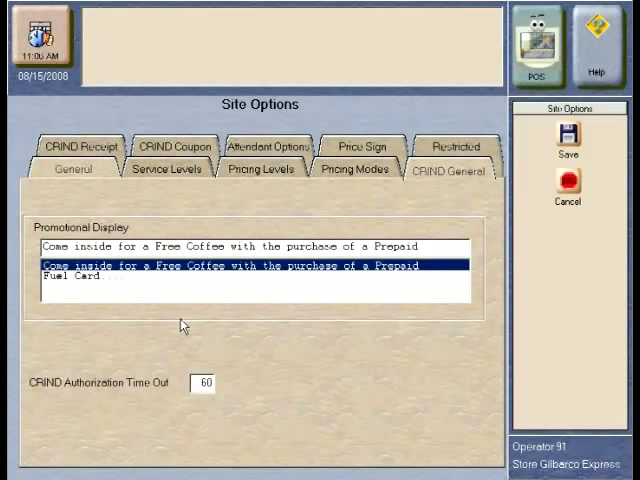 11:06 AM
08/15/2008
POS
Help
Site Options
Site Options
Save
Cancel
CRIND Receipt
CRIND Coupon
Attendant Options
Price Sign
Restricted
General
Service Levels
Pricing Levels
Pricing Modes
CRIND General
Promotional Display
Come inside for a Free Coffee with the purchase of a Prepaid
Come inside for a Free Coffee with the purchase of a Prepaid
Fuel Card....
CRIND Authorization Time Out
60
Operator 91
Store Gilbarco Express